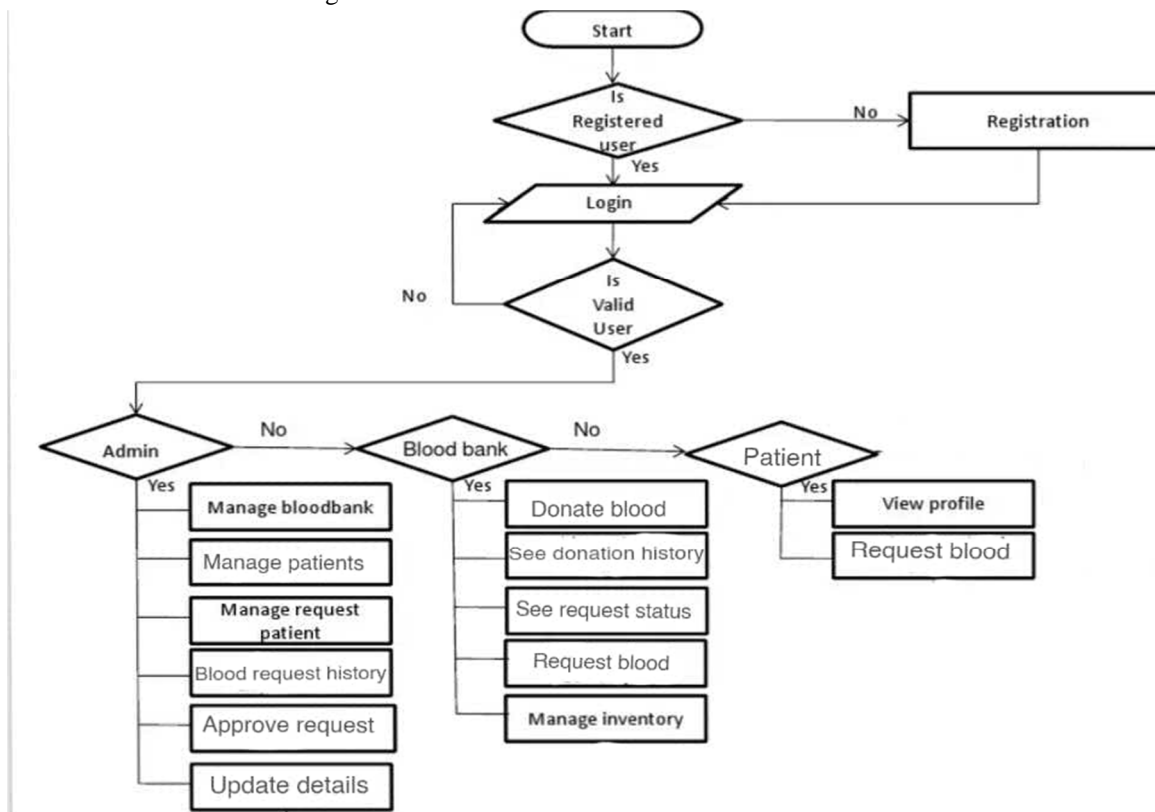 Start
Is
Registered
user
No
Registration
Yes
Login
Is
Valid
User
No
Yes
Admin
No
Blood bank
No
Patient
Yes
Yes
Yes
Manage bloodbank
Manage patients
Manage request
patient
Blood request history
Approve request
Update details
Donate blood
See donation history
See request status
Request blood
Manage inventory
View profile
Request blood